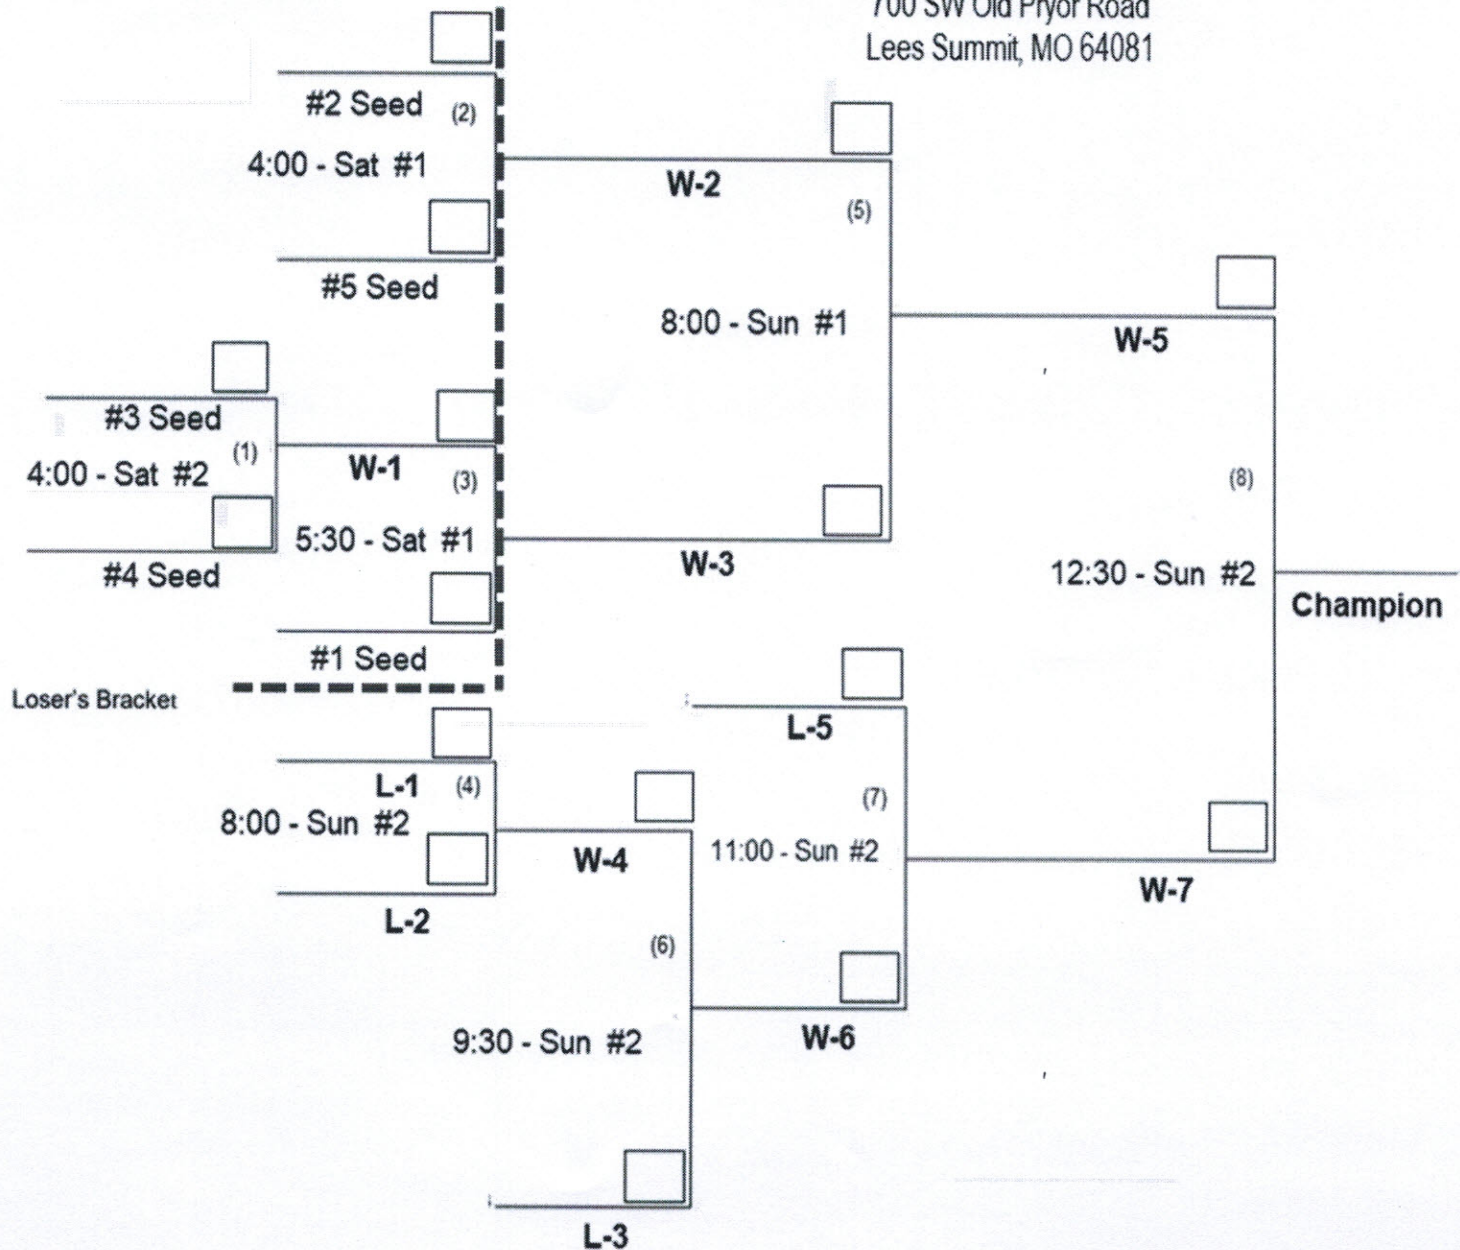 700 SW Old Pryor Road
Lees Summit, MO 64081
#2 Seed (2)
4:00 - Sat #1
#5 Seed
W-2
(5)
8:00 - Sun #1
W-5
#3 Seed
(1)
4:00 - Sat #2
#4 Seed
W-1
(3)
5:30 - Sat #1
#1 Seed
W-3
(8)
12:30 - Sun #2
Champion
Loser's Bracket
L-1 (4)
8:00 - Sun #2
L-2
L-5
(7)
11:00 - Sun #2
W-4
W-7
(6)
9:30 - Sun #2
W-6
L-3